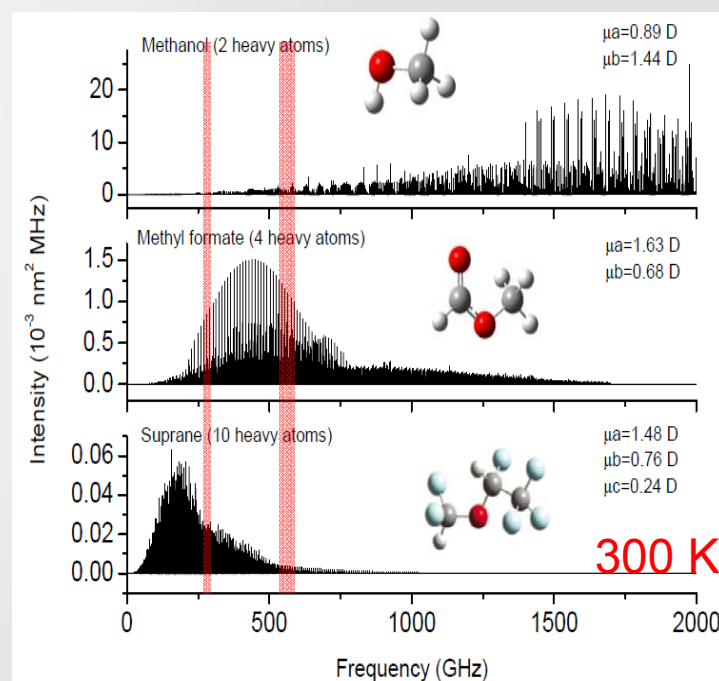 Methanol (2 heavy atoms)
μa=0.89 D
μb=1.44 D
20
10
0
Methyl formate (4 heavy atoms)
μa=1.63 D
μb=0.68 D
1.5
1.0
0.5
0.0
Intensity (10⁻³ nm² MHz)
Suprane (10 heavy atoms)
μa=1.48 D
μb=0.76 D
μc=0.24 D
0.06
0.04
0.02
0.00
300 K
0 500 1000 1500 2000
Frequency (GHz)